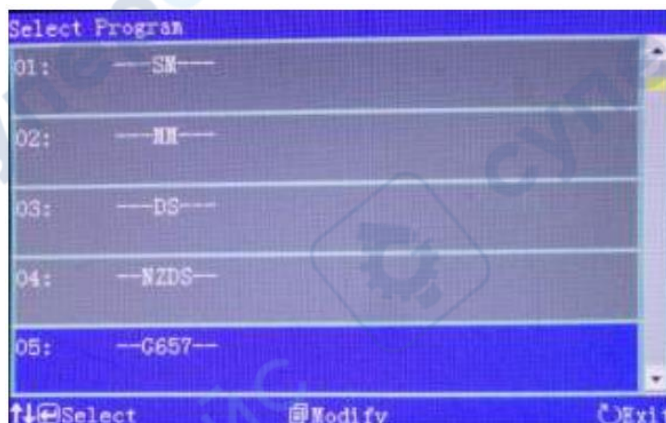 Select Program
01: ---SM---
02: ---MM---
03: ---DS---
04: --NZDS--
05: --G657--
↑↓↵Select Modify Exit